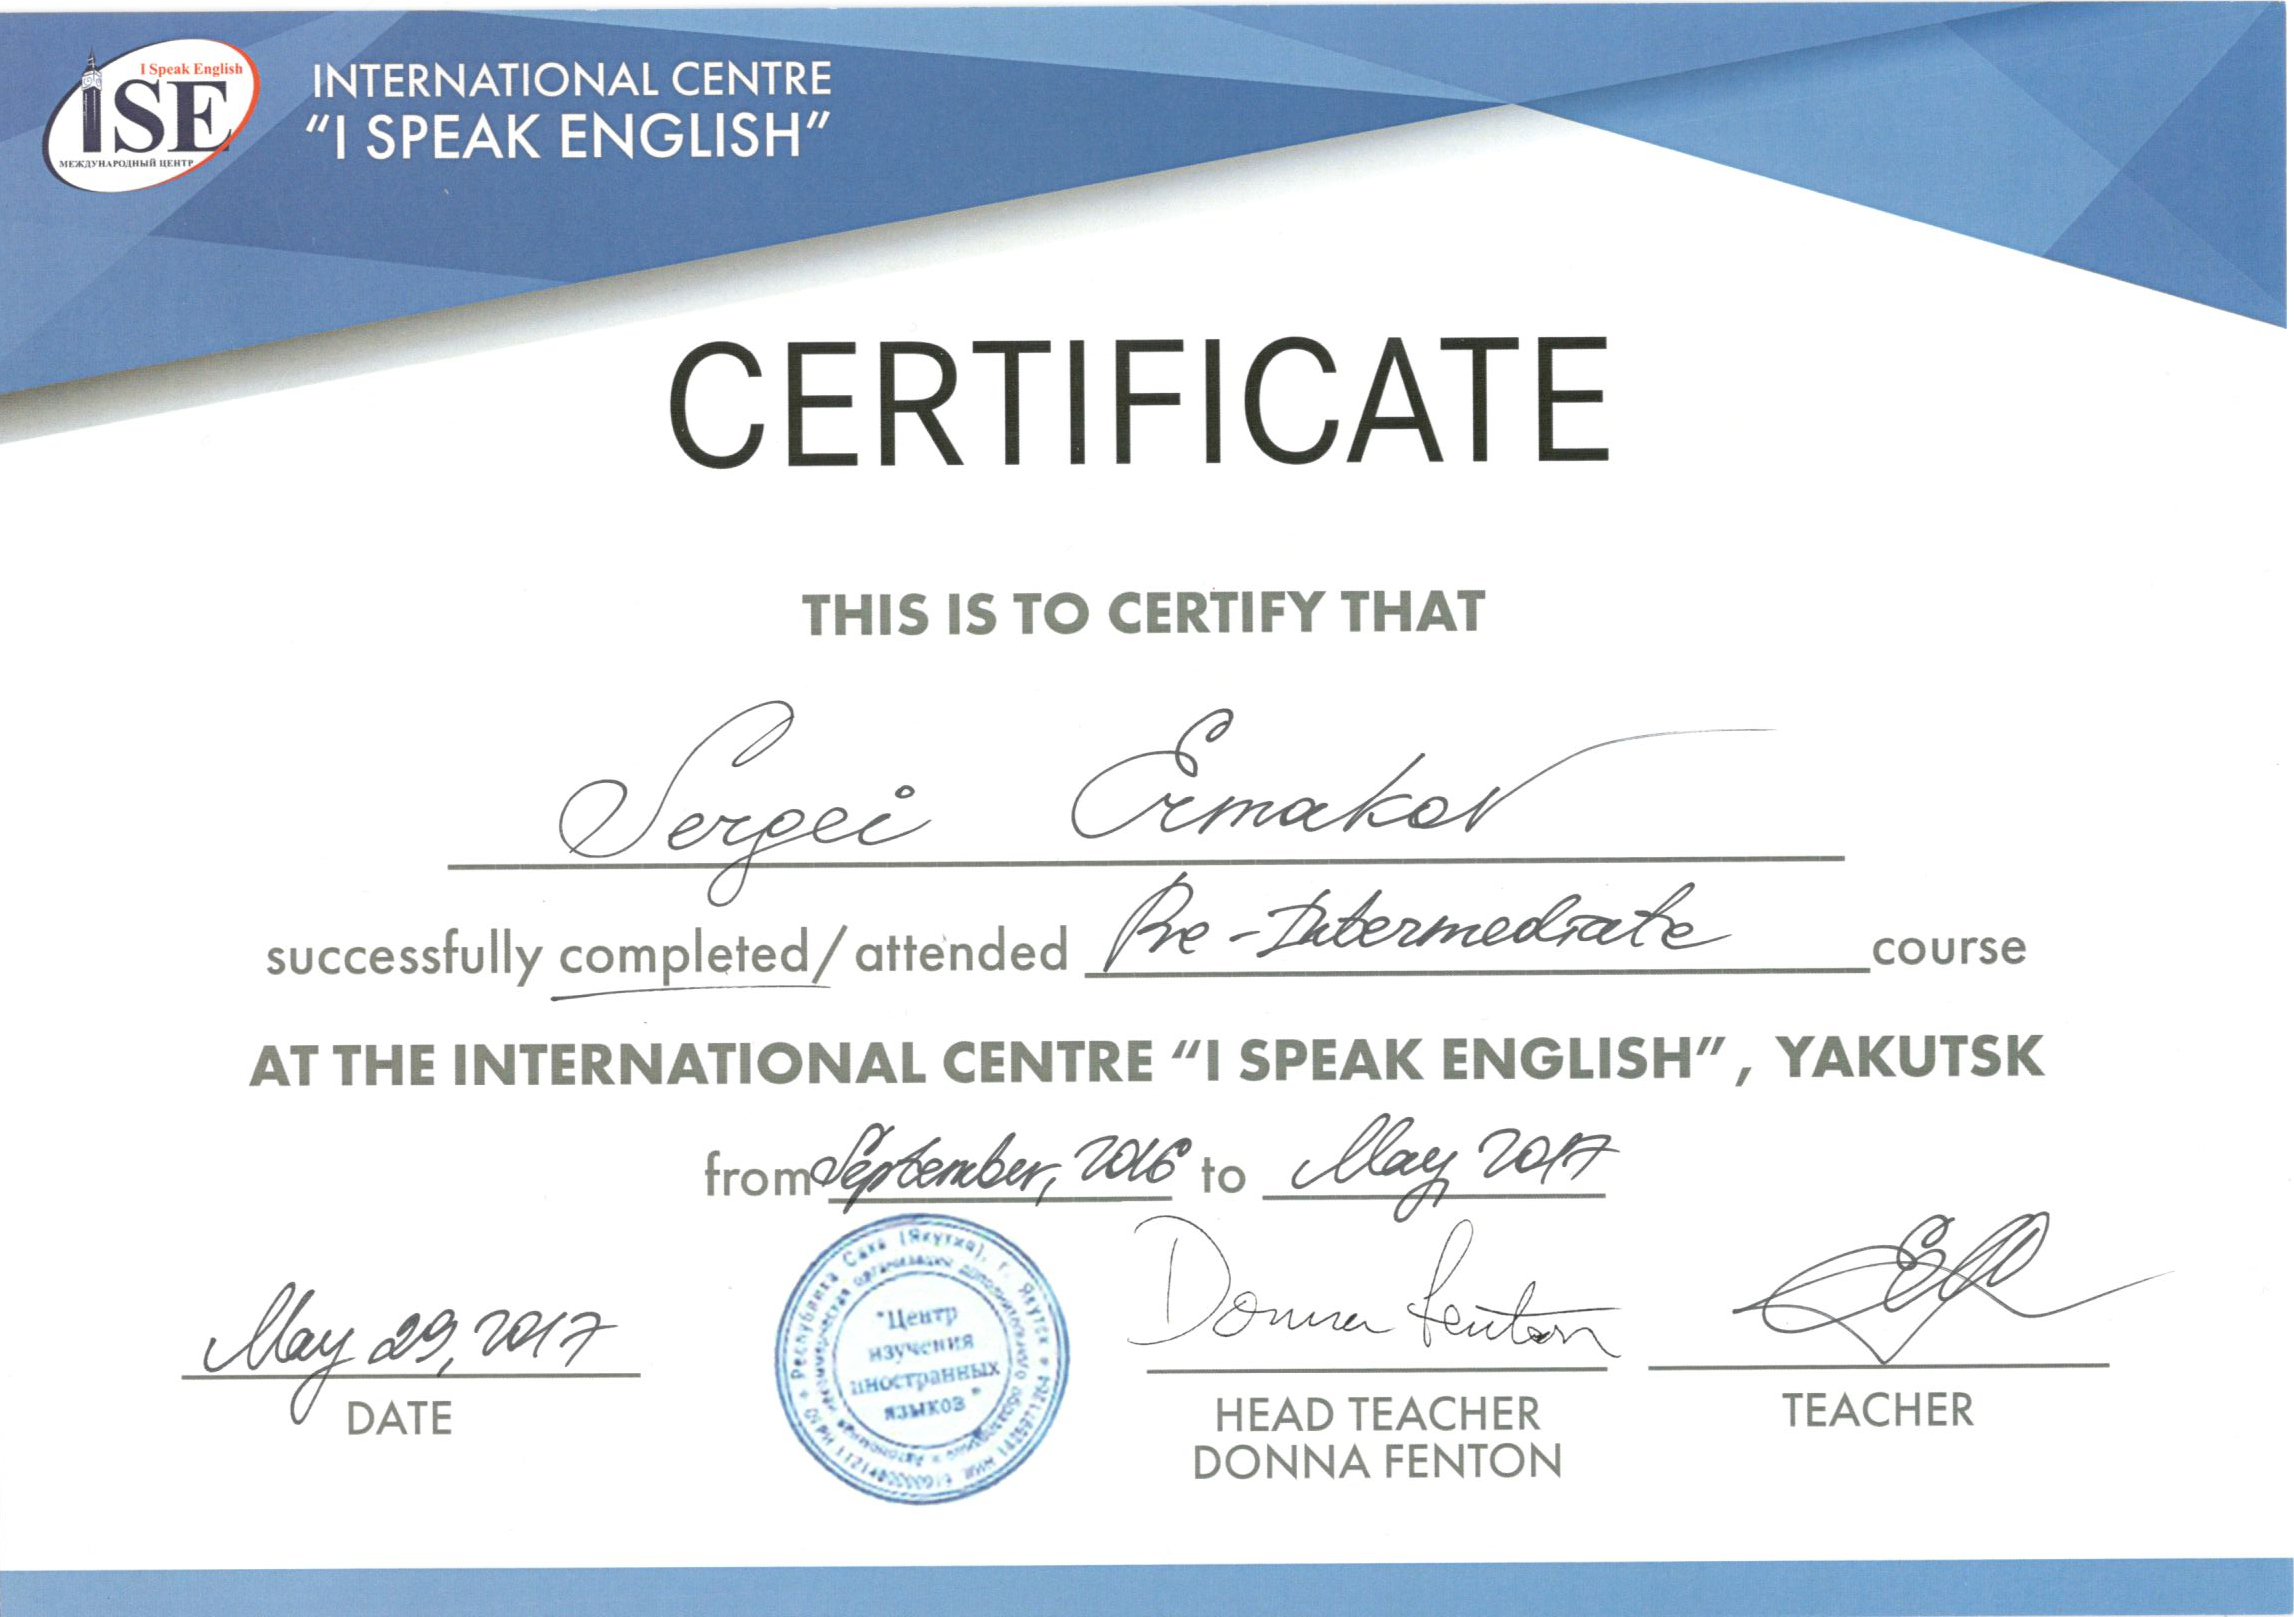 I Speak English
ISE
МЕЖДУНАРОДНЫЙ ЦЕНТР
INTERNATIONAL CENTRE
“I SPEAK ENGLISH”
CERTIFICATE
THIS IS TO CERTIFY THAT
Sergei Ermakov
successfully completed/ attended Pre-Intermediate course
AT THE INTERNATIONAL CENTRE “I SPEAK ENGLISH”, YAKUTSK
from September, 2016 to May 2017
May 29, 2017
DATE
Республика Саха (Якутия), г. Якутск
"Центр
изучения
иностранных
языков"
Donna Fenton
HEAD TEACHER
DONNA FENTON
TEACHER